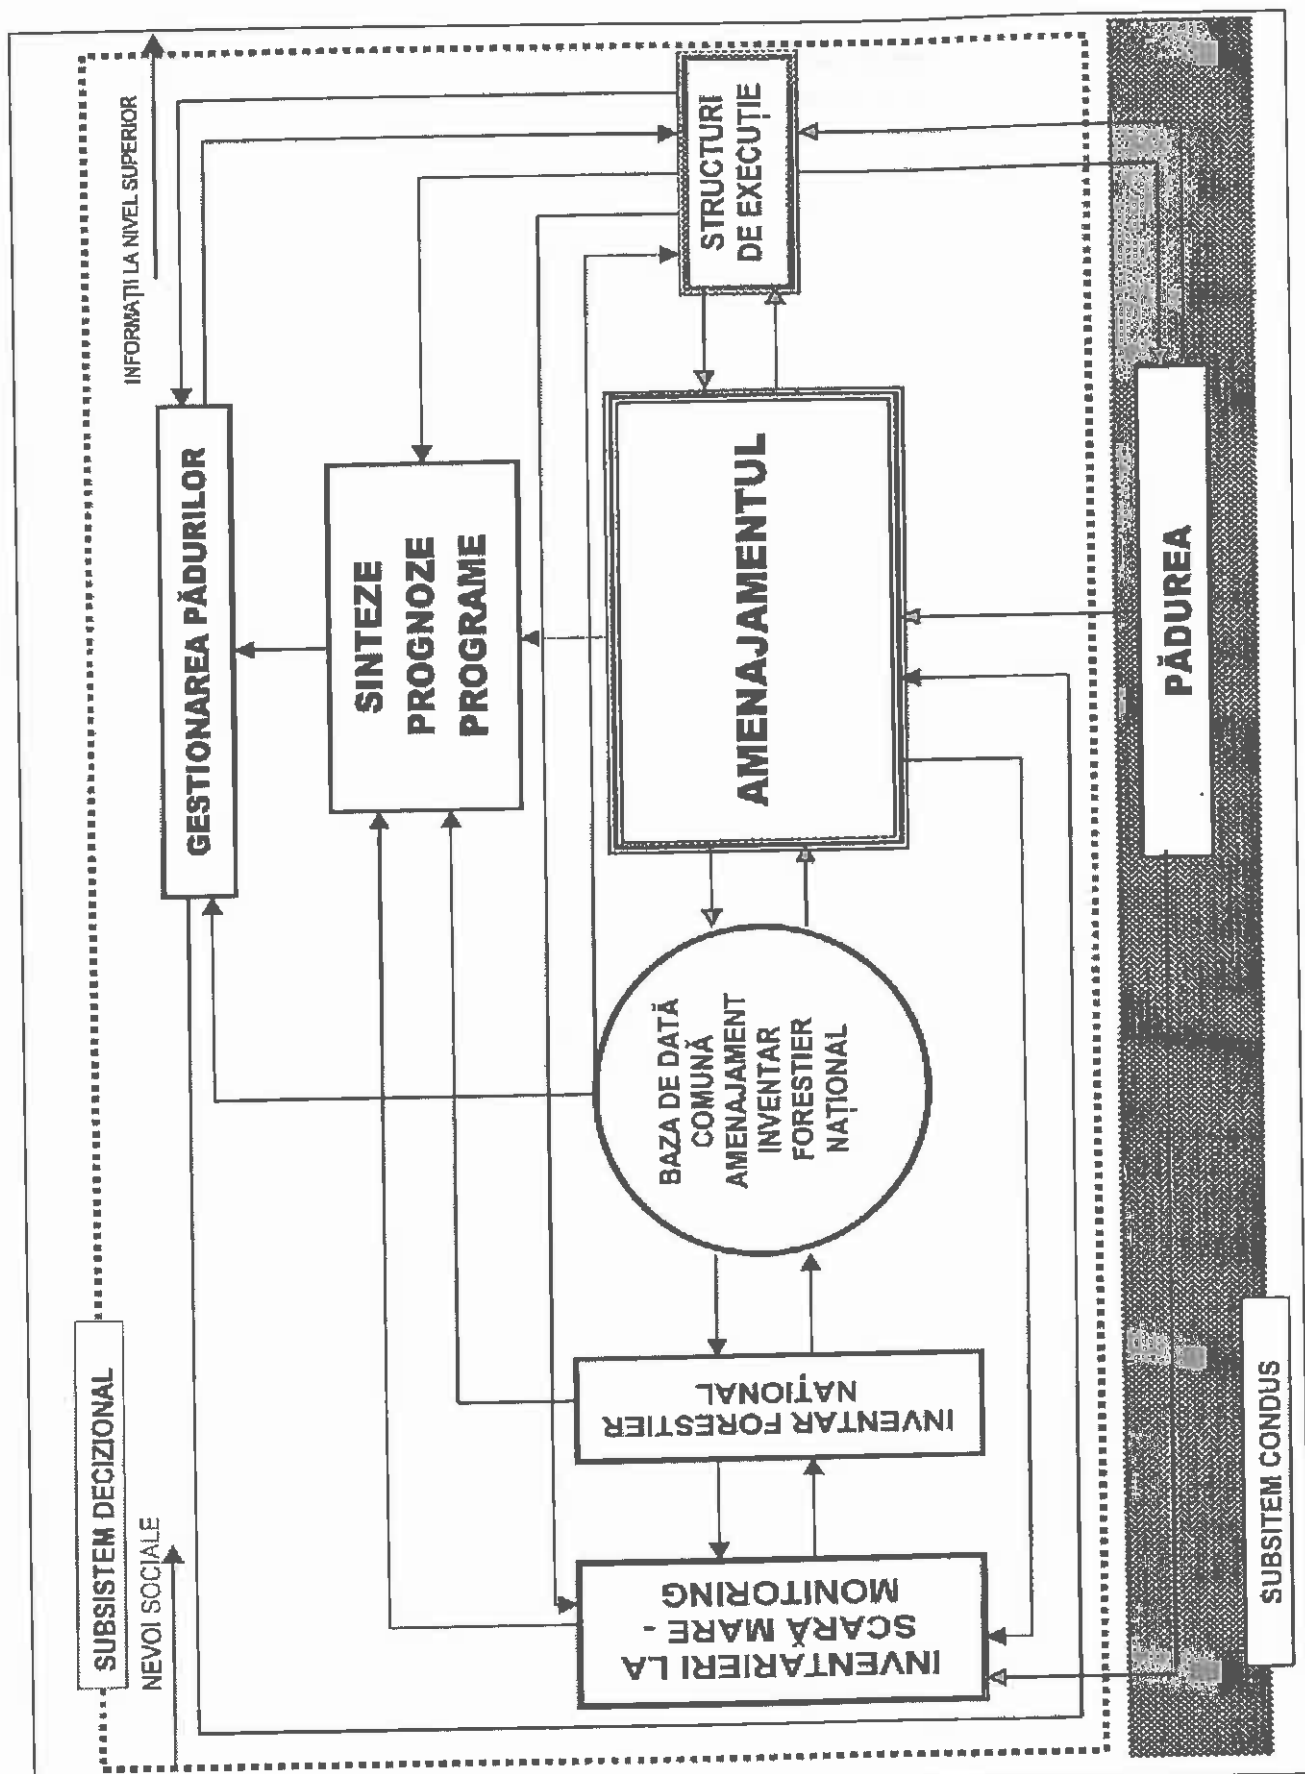 SUBSISTEM DECIZIONAL
NEVOI SOCIALE
INFORMAȚII LA NIVEL SUPERIOR
GESTIONAREA PĂDURILOR
SINTEZE
PROGNOZE
PROGRAME
INVENTARIERI LA
SCARĂ MARE -
MONITORING
INVENTAR FORESTIER
NAȚIONAL
BAZA DE DATĂ
COMUNĂ
AMENAJAMENT
INVENTAR
FORESTIER
NAȚIONAL
AMENAJAMENTUL
STRUCTURI
DE EXECUȚIE
PĂDUREA
SUBSITEM CONDUS